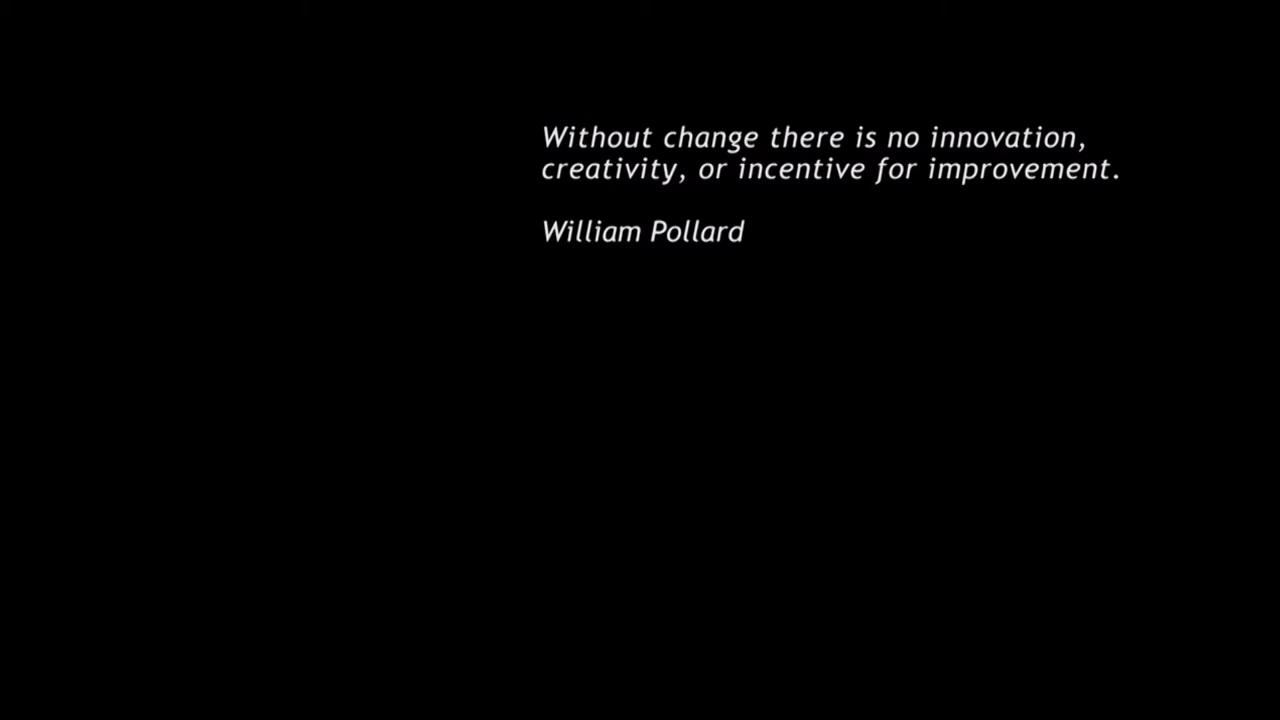 Without change there is no innovation,
creativity, or incentive for improvement.
William Pollard